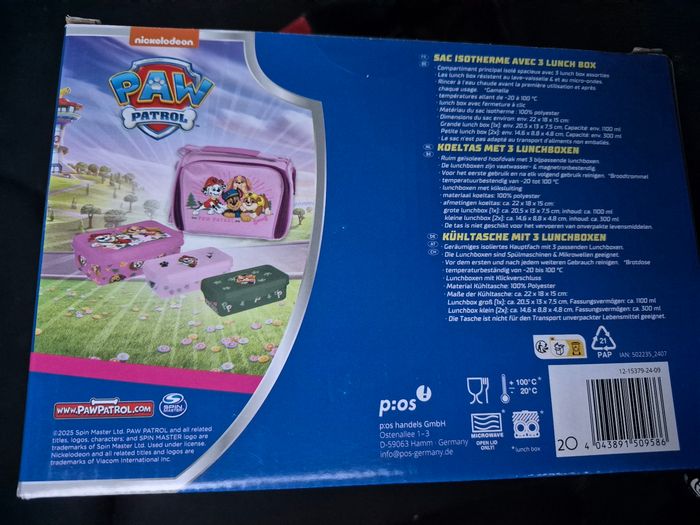 nickelodeon
PAW
PATROL
PAW PATROL
www.PawPatrol.com
SPIN
MASTER
©2025 Spin Master Ltd. PAW PATROL and all related
titles, logos, characters; and SPIN MASTER logo are
trademarks of Spin Master Ltd. Used under license.
Nickelodeon and all related titles and logos are
trademarks of Viacom International Inc.
FR
BE
SAC ISOTHERME AVEC 3 LUNCH BOX
Compartiment principal isolé spacieux avec 3 lunch box assorties
· Les lunch box résistent au lave-vaisselle & et au micro-ondes.
· Rincer à l'eau chaude avant la première utilisation et après
chaque usage. *Gamelle
· températures allant de -20 à 100 °C
· lunch box avec fermeture à clic
· Matériau du sac isotherme : 100% polyester
· Dimensions du sac environ: env. 22 x 18 x 15 cm:
Grande lunch box [1x]: env. 20,5 x 13 x 7,5 cm, Capacité: env. 1100 ml
Petite lunch box [2x]: env. 14,6 x 8,8 x 4,8 cm, Capacité: env. 300 ml
· Le sac n'est pas adapté au transport d'aliments non emballés.
NL
BE
KOELTAS MET 3 LUNCHBOXEN
· Ruim geïsoleerd hoofdvak met 3 bijpassende lunchboxen.
· De lunchboxen zijn vaatwasser- & magnetronbestendig.
· Voor het eerste gebruik en na elk volgend gebruik reinigen. *Broodtrommel
· temperatuurbestendig van -20 tot 100 °C
· lunchboxen met kliksluiting
· materiaal koeltas: 100% polyester
· afmetingen koeltas: ca. 22 x 18 x 15 cm:
grote lunchbox [1x]: ca. 20,5 x 13 x 7,5 cm, inhoud: ca. 1100 ml
kleine lunchbox [2x]: ca. 14,6 x 8,8 x 4,8 cm, inhoud: ca. 300 ml
· De tas is niet geschikt voor het vervoeren van onverpakte levensmiddelen.
DE
AT
CH
KÜHLTASCHE MIT 3 LUNCHBOXEN
· Geräumiges isoliertes Hauptfach mit 3 passenden Lunchboxen.
· Die Lunchboxen sind Spülmaschinen & Mikrowellen geeignet.
· Vor dem ersten und nach jedem weiteren Gebrauch reinigen. *Brotdose
· temperaturbeständig von -20 bis 100 °C
· Lunchboxen mit Klickverschluss
· Material Kühltasche: 100% Polyester
· Maße der Kühltasche: ca. 22 x 18 x 15 cm:
Lunchbox groß [1x]: ca. 20,5 x 13 x 7,5 cm, Fassungsvermögen: ca. 1100 ml
Lunchbox klein [2x]: ca. 14,6 x 8,8 x 4,8 cm, Fassungsvermögen: ca. 300 ml
· Die Tasche ist nicht für den Transport unverpackter Lebensmittel geeignet.
21
PAP
IAN: 502235_2407
p:os
p:os handels GmbH
Ostenallee 1–3
D-59063 Hamm · Germany
info@p-os-germany.com
+ 100°C
- 20°C
MICROWAVE
OPEN LID
ONLY!
* lunch box
12-15379-24-09
20
4 043891 509586